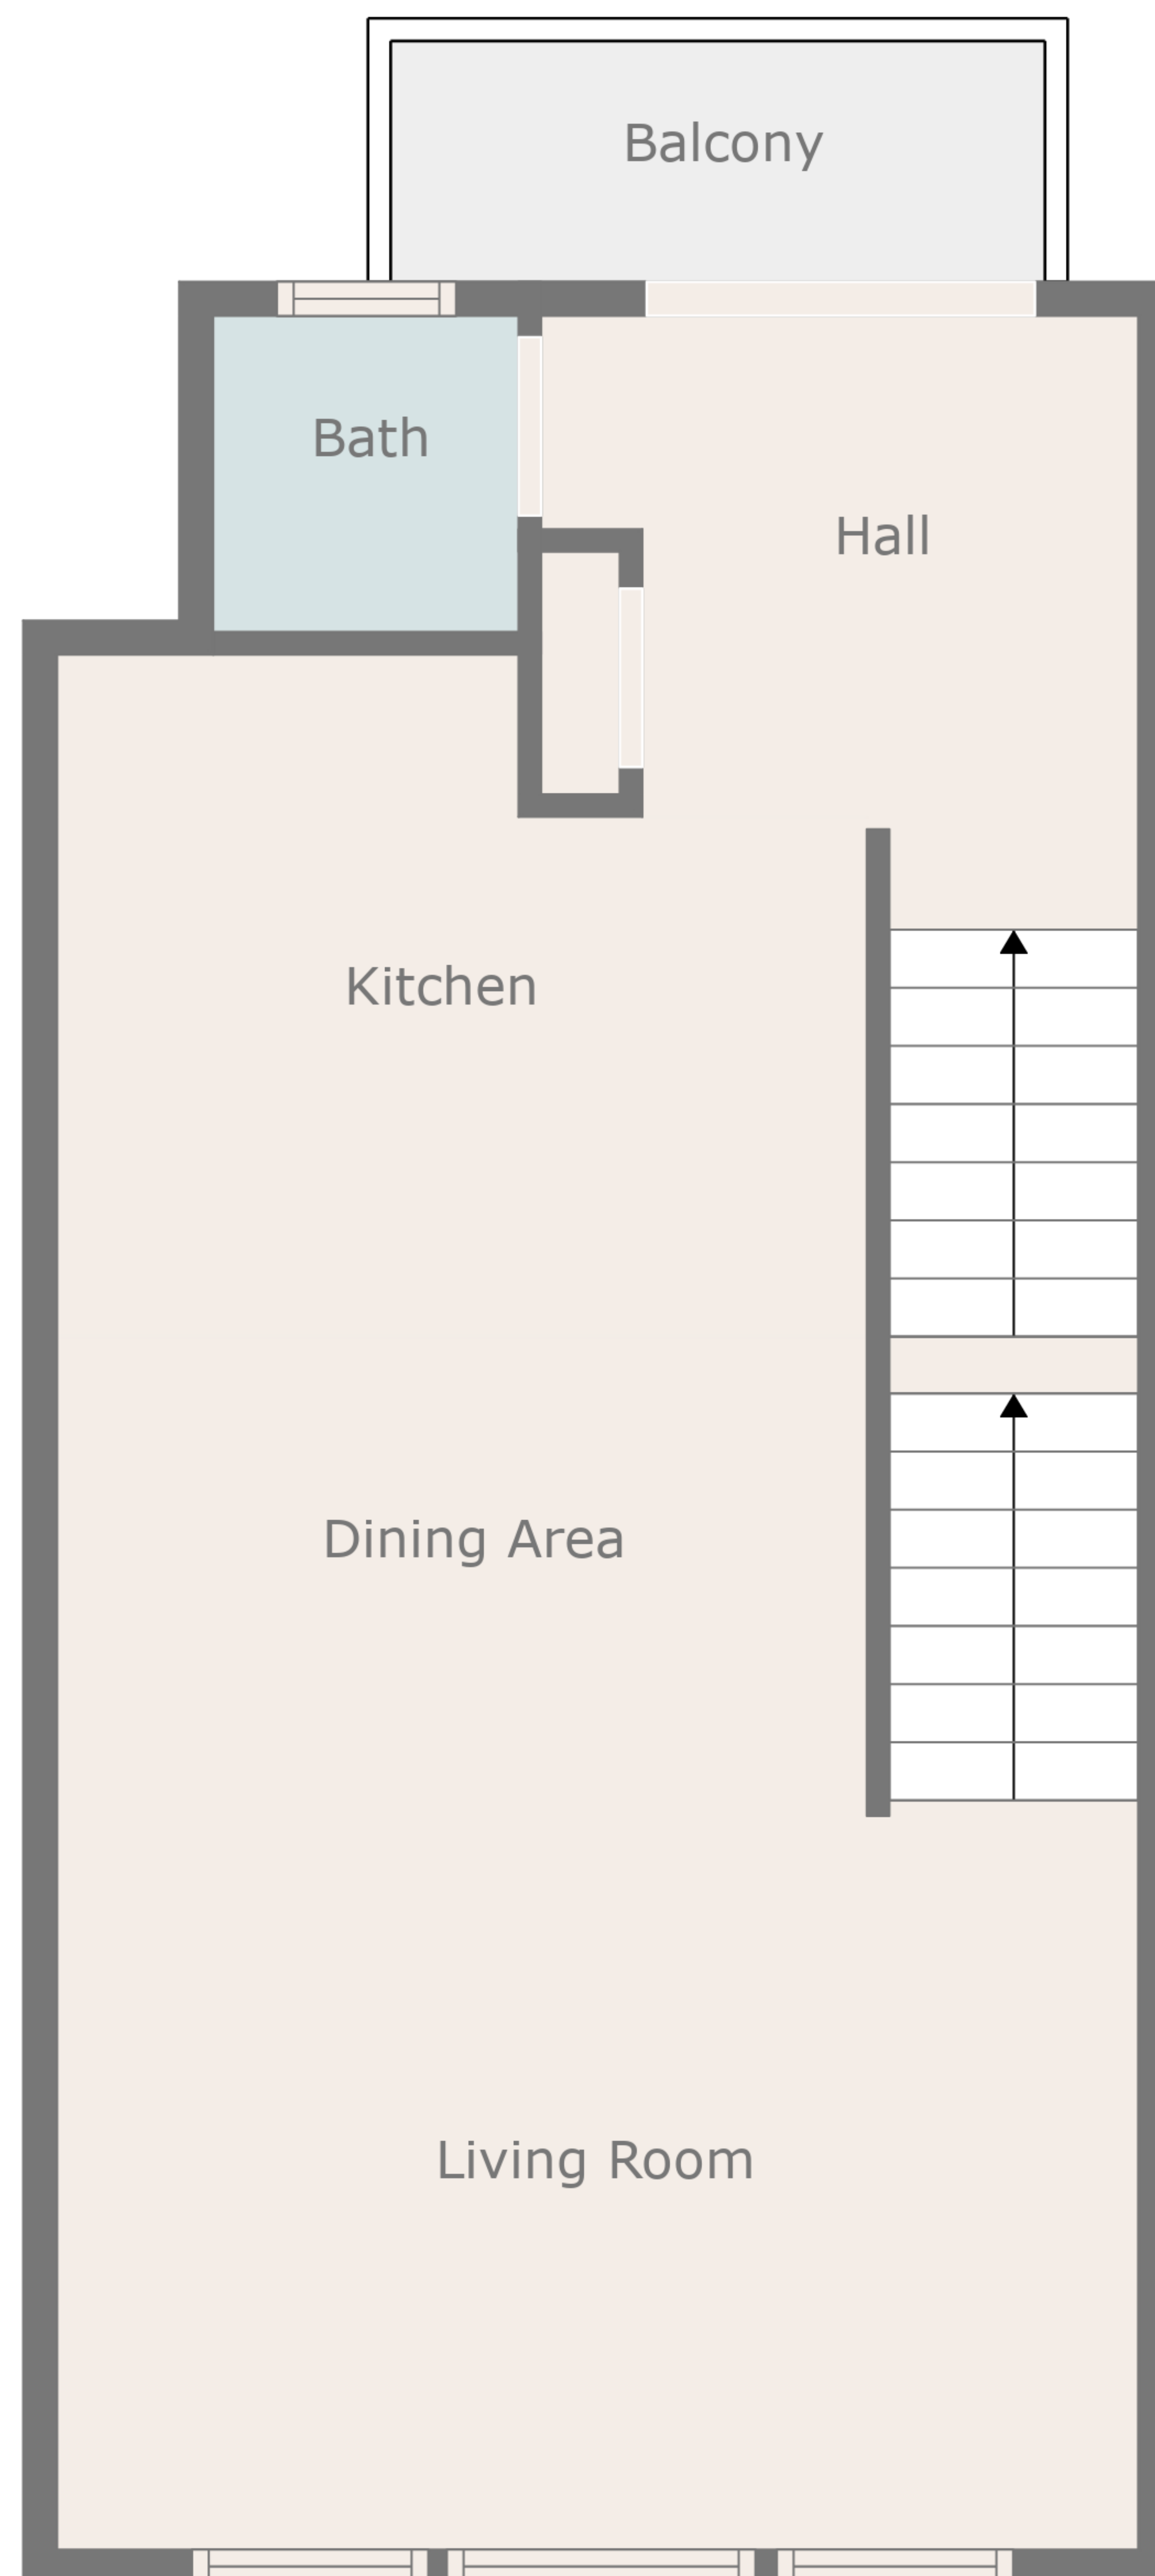 Balcony
Bath
Hall
Kitchen
Dining Area
Living Room